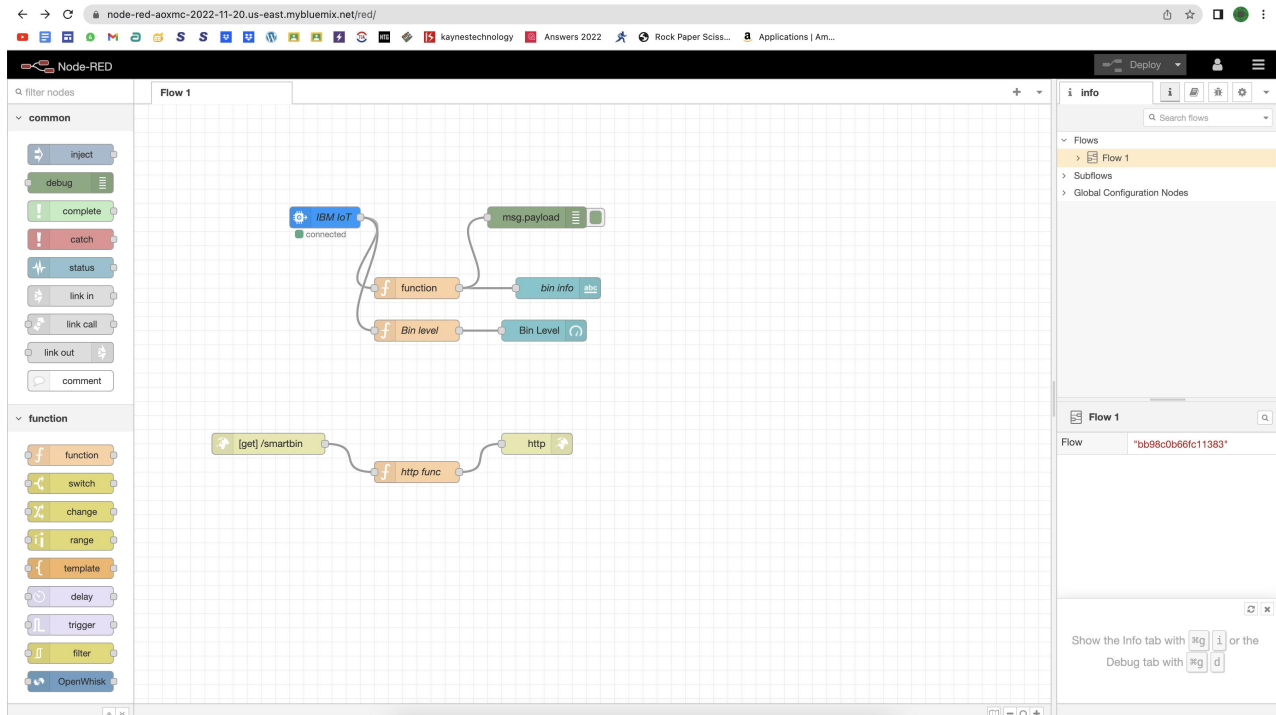 node-red-aoxmc-2022-11-20.us-east.mybluemix.net/red/
kaynestechnology Answers 2022 Rock Paper Sciss... Applications | Am...
Node-RED
Deploy
filter nodes
Flow 1
i info
i
common
inject
debug
complete
catch
status
link in
link call
link out
comment
function
function
switch
change
range
template
delay
trigger
filter
OpenWhisk
IBM IoT
connected
msg.payload
f function
bin info abc
f Bin level
Bin Level
[get] /smartbin
http
f http func
Search flows
Flows
Flow 1
Subflows
Global Configuration Nodes
Flow 1
Flow "bb98c0b66fc11383"
Show the Info tab with ⌘g i or the
Debug tab with ⌘g d